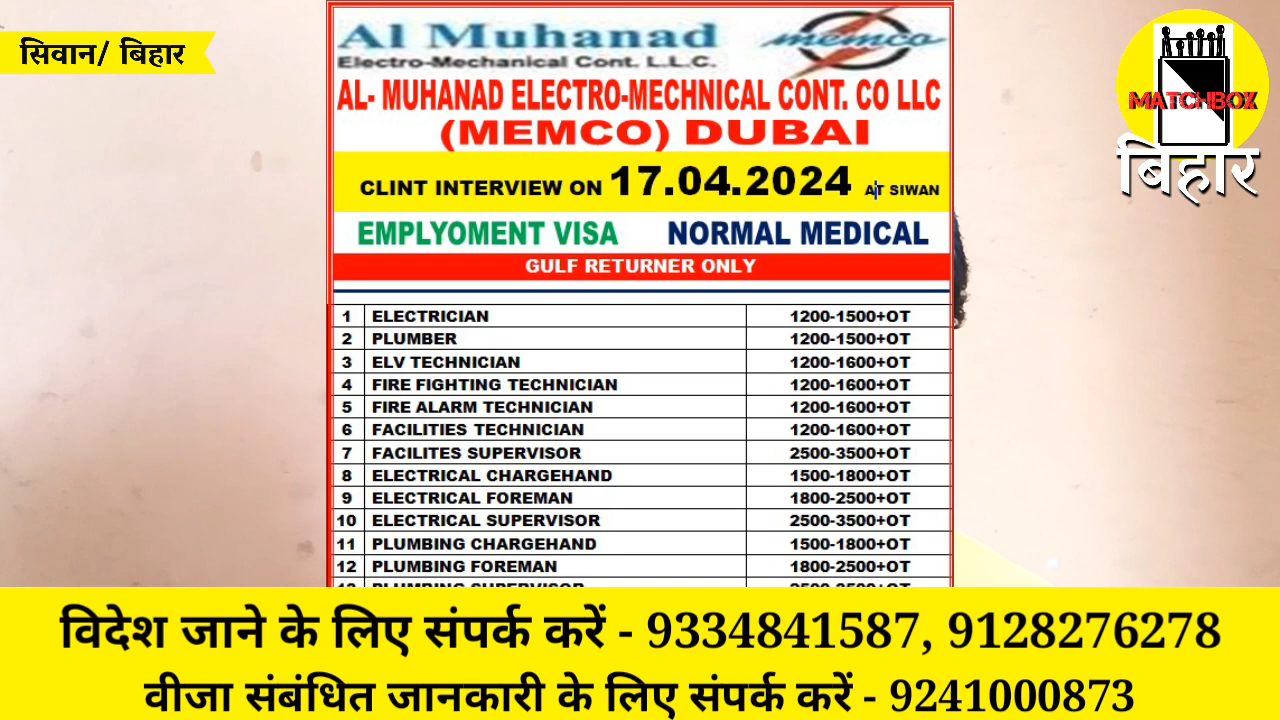 सिवान/ बिहार
Al Muhanad
Electro-Mechanical Cont. L.L.C.
memco
MATCHBOX
बिहार
AL- MUHANAD ELECTRO-MECHNICAL CONT. CO LLC
(MEMCO) DUBAI
CLINT INTERVIEW ON 17.04.2024 AT SIWAN
EMPLYOMENT VISA NORMAL MEDICAL
GULF RETURNER ONLY
1 ELECTRICIAN 1200-1500+OT
2 PLUMBER 1200-1500+OT
3 ELV TECHNICIAN 1200-1600+OT
4 FIRE FIGHTING TECHNICIAN 1200-1600+OT
5 FIRE ALARM TECHNICIAN 1200-1600+OT
6 FACILITIES TECHNICIAN 1200-1600+OT
7 FACILITES SUPERVISOR 2500-3500+OT
8 ELECTRICAL CHARGEHAND 1500-1800+OT
9 ELECTRICAL FOREMAN 1800-2500+OT
10 ELECTRICAL SUPERVISOR 2500-3500+OT
11 PLUMBING CHARGEHAND 1500-1800+OT
12 PLUMBING FOREMAN 1800-2500+OT
विदेश जाने के लिए संपर्क करें - 9334841587, 9128276278
वीजा संबंधित जानकारी के लिए संपर्क करें - 9241000873